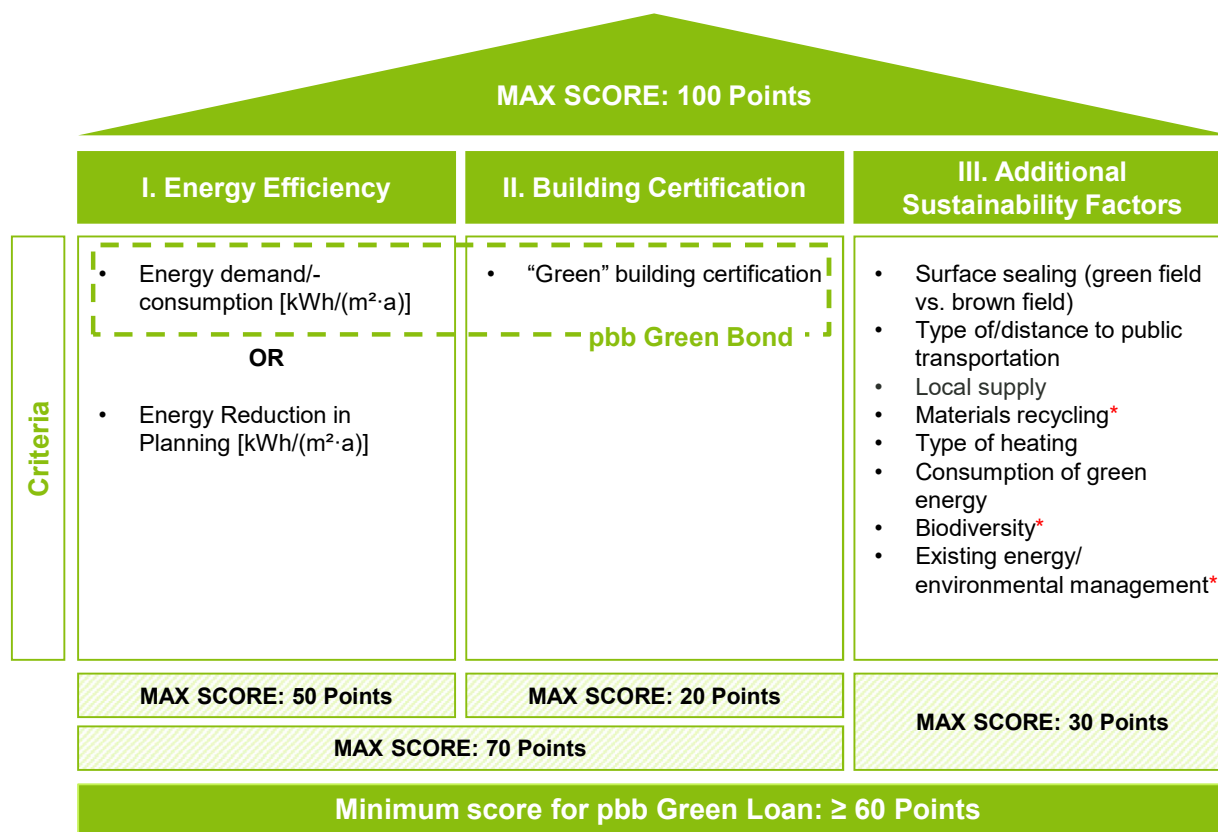 MAX SCORE: 100 Points
I. Energy Efficiency
II. Building Certification
III. Additional
Sustainability Factors
Criteria
• Energy demand/-
consumption [kWh/(m²·a)]
OR
• Energy Reduction in
Planning [kWh/(m²·a)]
• “Green” building certification
pbb Green Bond
• Surface sealing (green field
vs. brown field)
• Type of/distance to public
transportation
• Local supply
• Materials recycling*
• Type of heating
• Consumption of green
energy
• Biodiversity*
• Existing energy/
environmental management*
MAX SCORE: 50 Points
MAX SCORE: 20 Points
MAX SCORE: 30 Points
MAX SCORE: 70 Points
Minimum score for pbb Green Loan: ≥ 60 Points